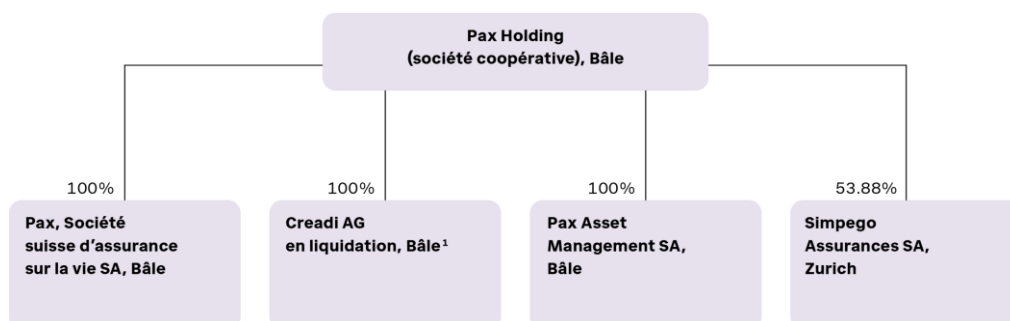 Pax Holding
(société coopérative), Bâle
100%
100%
100%
53.88%
Pax, Société
suisse d’assurance
sur la vie SA, Bâle
Creadi AG
en liquidation, Bâle¹
Pax Asset
Management SA,
Bâle
Simpego
Assurances SA,
Zurich